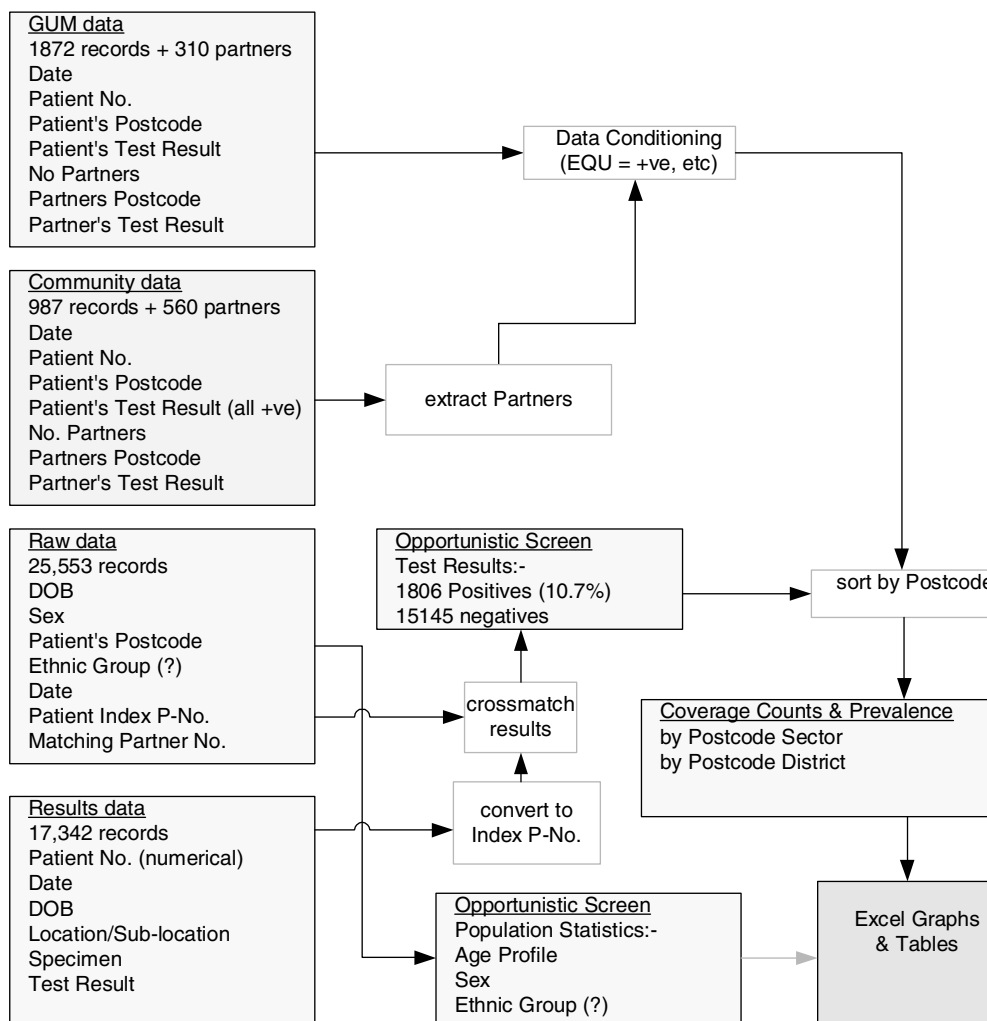 GUM data
1872 records + 310 partners
Date
Patient No.
Patient's Postcode
Patient's Test Result
No Partners
Partners Postcode
Partner's Test Result
Data Conditioning
(EQU = +ve, etc)
Community data
987 records + 560 partners
Date
Patient No.
Patient's Postcode
Patient's Test Result (all +ve)
No. Partners
Partners Postcode
Partner's Test Result
extract Partners
Raw data
25,553 records
DOB
Sex
Patient's Postcode
Ethnic Group (?)
Date
Patient Index P-No.
Matching Partner No.
Opportunistic Screen
Test Results:-
1806 Positives (10.7%)
15145 negatives
sort by Postcode
crossmatch
results
Coverage Counts & Prevalence
by Postcode Sector
by Postcode District
Results data
17,342 records
Patient No. (numerical)
Date
DOB
Location/Sub-location
Specimen
Test Result
convert to
Index P-No.
Opportunistic Screen
Population Statistics:-
Age Profile
Sex
Ethnic Group (?)
Excel Graphs
& Tables